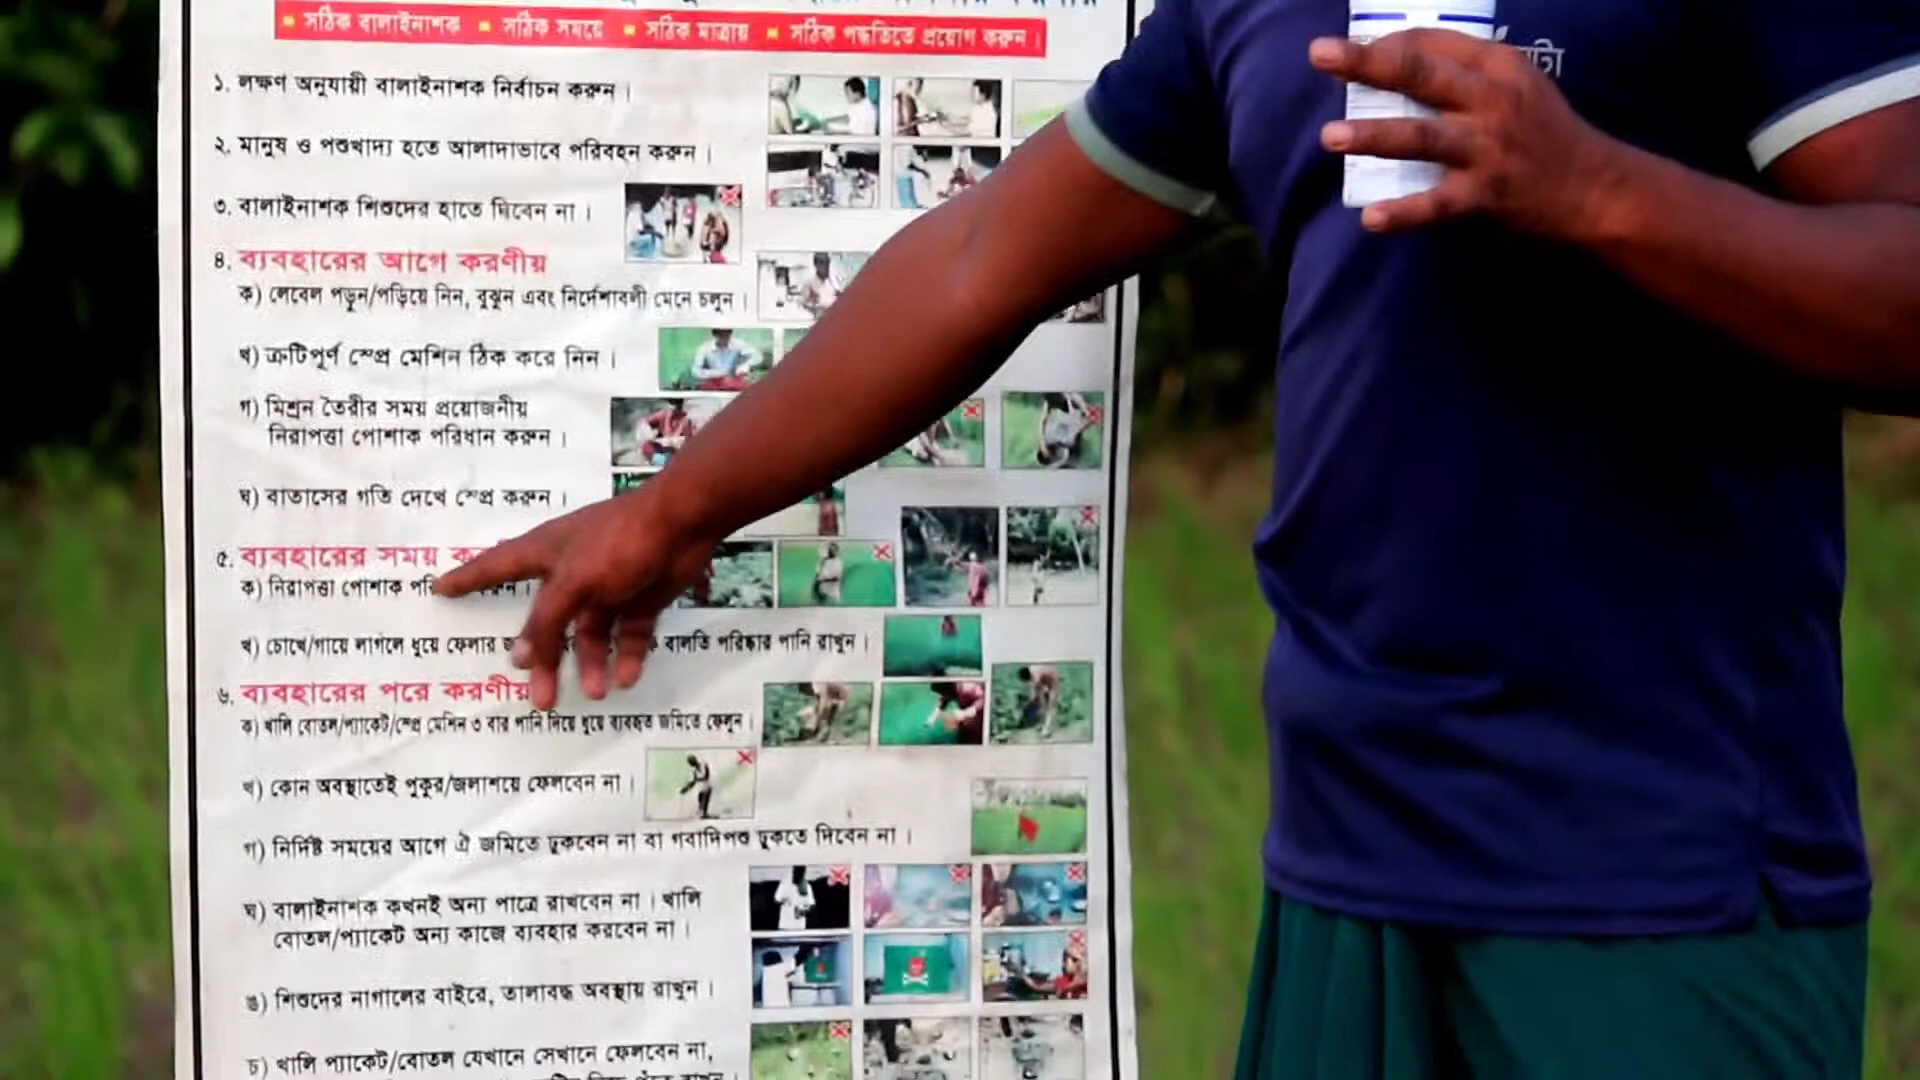 ▪ সঠিক বালাইনাশক ▪ সঠিক সময়ে ▪ সঠিক মাত্রায় ▪ সঠিক পদ্ধতিতে প্রয়োগ করুন।
১. লক্ষণ অনুযায়ী বালাইনাশক নির্বাচন করুন।
২. মানুষ ও পশুখাদ্য হতে আলাদাভাবে পরিবহন করুন।
৩. বালাইনাশক শিশুদের হাতে দিবেন না।
৪. ব্যবহারের আগে করণীয়
ক) লেবেল পড়ুন/পড়িয়ে নিন, বুঝুন এবং নির্দেশাবলী মেনে চলুন।
খ) ত্রুটিপূর্ণ স্প্রে মেশিন ঠিক করে নিন।
গ) মিশ্রন তৈরীর সময় প্রয়োজনীয়
নিরাপত্তা পোশাক পরিধান করুন।
ঘ) বাতাসের গতি দেখে স্প্রে করুন।
৫. ব্যবহারের সময়
ক) নিরাপত্তা পোশাক
খ) চোখে/গায়ে লাগলে ধুয়ে ফেলার বালতি পরিষ্কার পানি রাখুন।
৬. ব্যবহারের পরে করণীয়
ক) খালি বোতল/প্যাকেট/স্প্রে মেশিন ৩ বার পানি দিয়ে ধুয়ে ব্যবহৃত জমিতে ফেলুন।
খ) কোন অবস্থাতেই পুকুর/জলাশয়ে ফেলবেন না।
গ) নির্দিষ্ট সময়ের আগে ঐ জমিতে ঢুকবেন না বা গবাদিপশু ঢুকতে দিবেন না।
ঘ) বালাইনাশক কখনই অন্য পাত্রে রাখবেন না। খালি
বোতল/প্যাকেট অন্য কাজে ব্যবহার করবেন না।
ঙ) শিশুদের নাগালের বাইরে, তালাবদ্ধ অবস্থায় রাখুন।
চ) খালি প্যাকেট/বোতল যেখানে সেখানে ফেলবেন না,